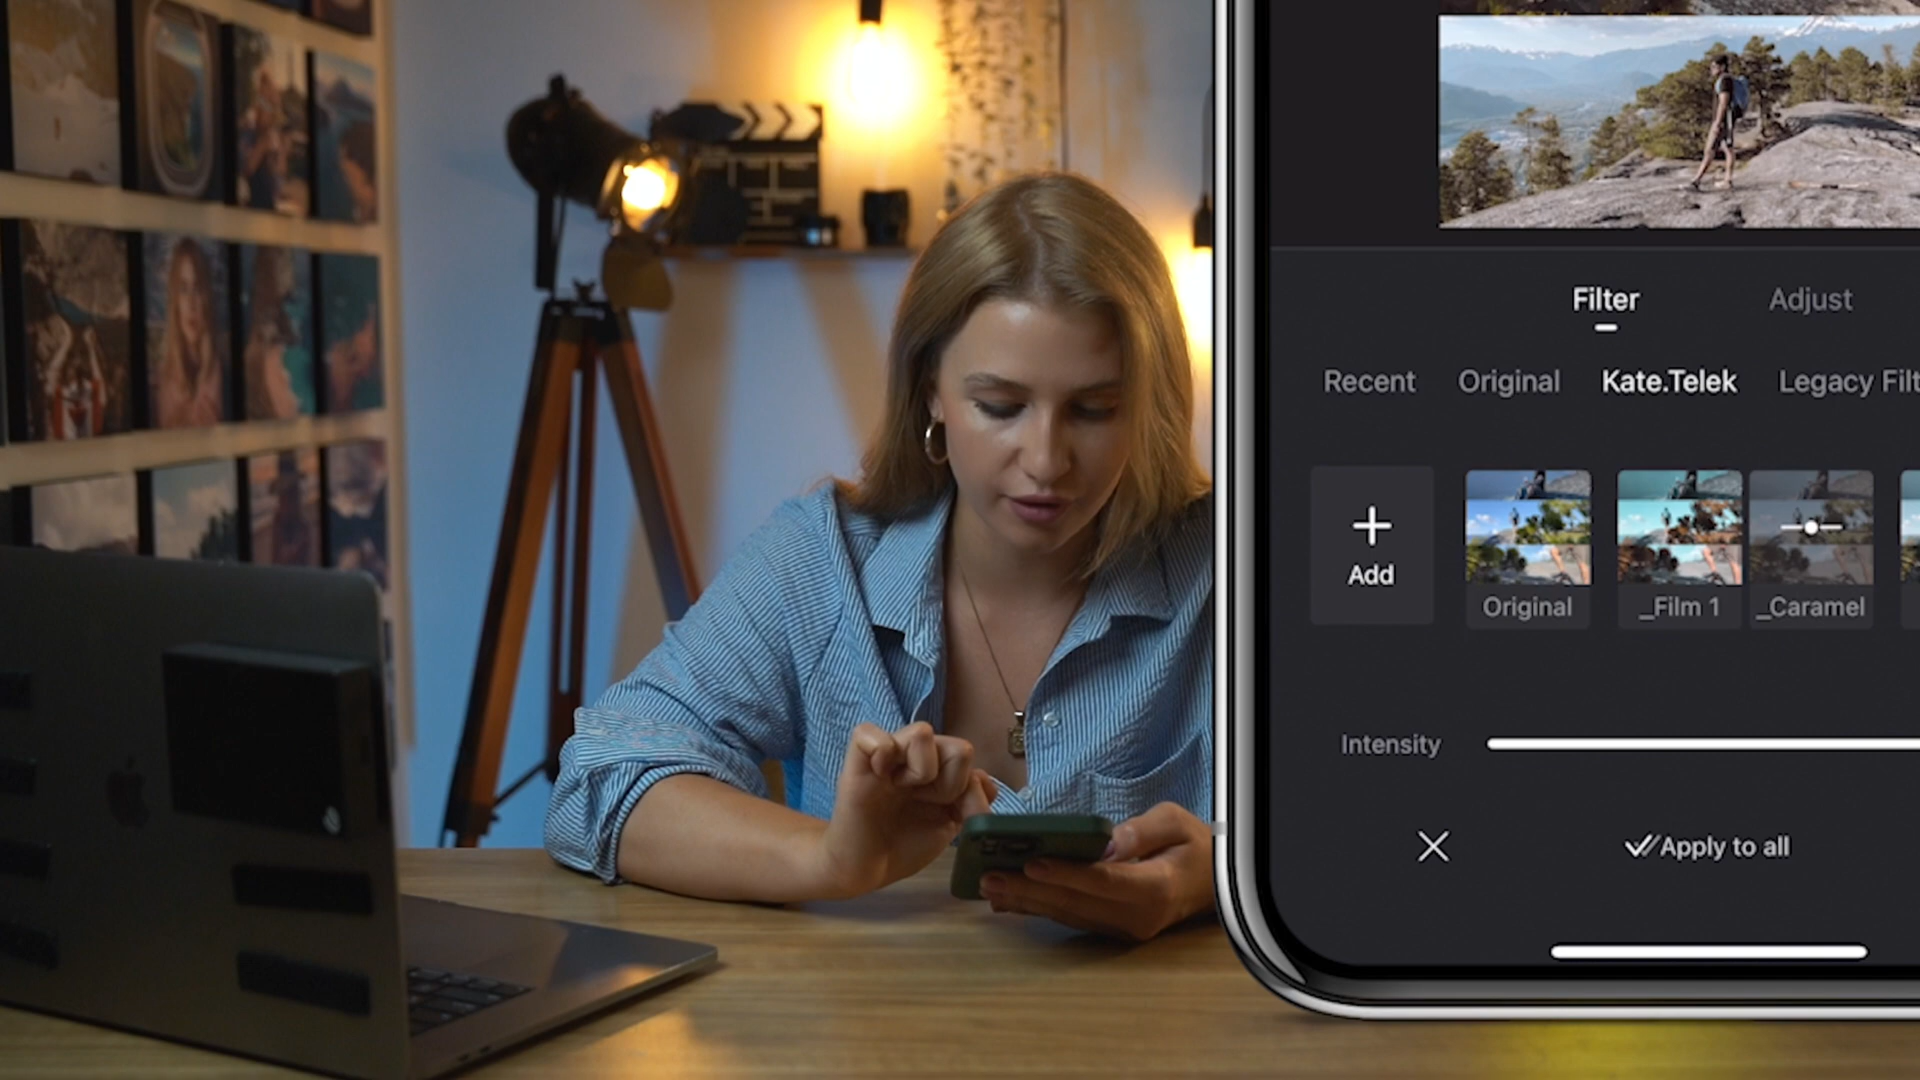 Filter Adjust
Recent Original Kate.Telek Legacy Filt
Add
Original _Film 1 _Caramel
Intensity
Apply to all